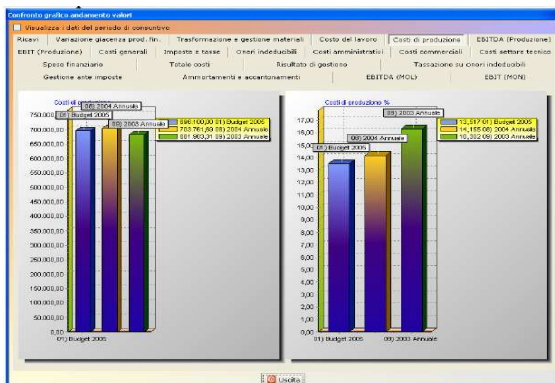 Confronto grafico andamento valori
Visualizza i dati del periodo di consuntivo
Ricavi Variazione giacenza prod. fin. Trasformazione e gestione materiali Costo del lavoro Costi di produzione EBITDA (Produzione)
EBIT (Produzione) Costi generali Imposte e tasse Oneri indeducibili Costi amministrativi Costi commerciali Costi settore tecnico
Spese finanziarie Totale costi Risultato di gestione Tassazione su oneri indeducibili
Gestione ante imposte Ammortamenti e accantonamenti EBITDA (MOL) EBIT (MON)
Costi di produzione
08) 2004 Annuale
01) Budget 2005
09) 2003 Annuale
696.100,00 01) Budget 2005
703.761,89 08) 2004 Annuale
681.983,31 09) 2003 Annuale
750.000,00
700.000,00
650.000,00
600.000,00
550.000,00
500.000,00
450.000,00
400.000,00
350.000,00
300.000,00
250.000,00
200.000,00
150.000,00
100.000,00
50.000,00
0,00
01) Budget 2005
Costi di produzione %
09) 2003 Annuale
08) 2004 Annuale
01) Budget 2005
13,517 01) Budget 2005
14,155 08) 2004 Annuale
16,302 09) 2003 Annuale
17,00
16,00
15,00
14,00
13,00
12,00
11,00
10,00
9,00
8,00
7,00
6,00
5,00
4,00
3,00
2,00
1,00
0,00
01) Budget 2005 09) 2003 Annuale
Uscita